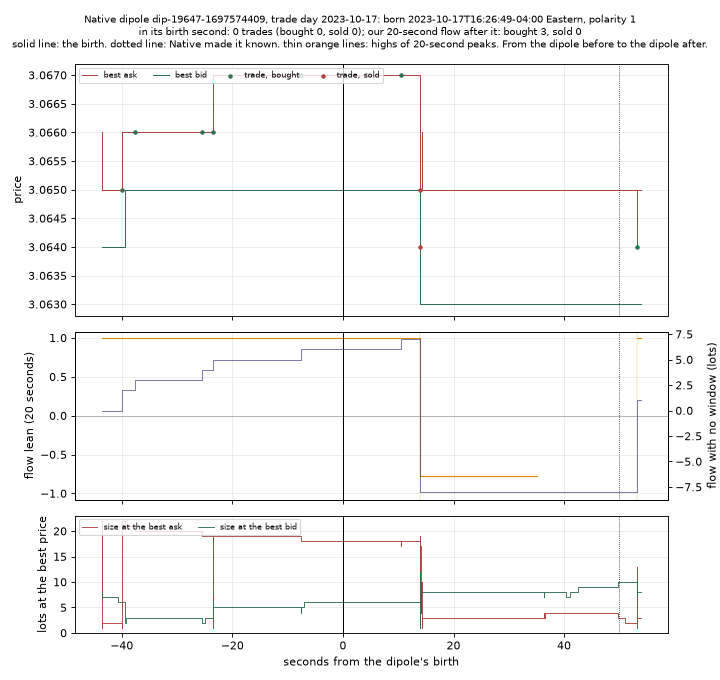 Native dipole dip-19647-1697574409, trade day 2023-10-17: born 2023-10-17T16:26:49-04:00 Eastern, polarity 1
in its birth second: 0 trades (bought 0, sold 0); our 20-second flow after it: bought 3, sold 0
solid line: the birth. dotted line: Native made it known. thin orange lines: highs of 20-second peaks. From the dipole before to the dipole after.
best ask best bid trade, bought trade, sold
3.0670
3.0665
3.0660
3.0655
3.0650
3.0645
3.0640
3.0635
3.0630
price
1.0
0.5
0.0
−0.5
−1.0
flow lean (20 seconds)
7.5
5.0
2.5
0.0
−2.5
−5.0
−7.5
flow with no window (lots)
size at the best ask size at the best bid
20
15
10
5
0
lots at the best price
−40 −20 0 20 40
seconds from the dipole's birth